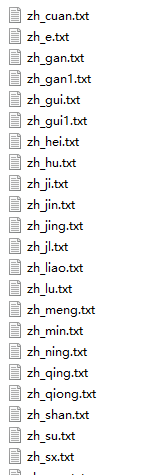 zh_cuan.txt
zh_e.txt
zh_gan.txt
zh_gan1.txt
zh_gui.txt
zh_gui1.txt
zh_hei.txt
zh_hu.txt
zh_ji.txt
zh_jin.txt
zh_jing.txt
zh_jl.txt
zh_liao.txt
zh_lu.txt
zh_meng.txt
zh_min.txt
zh_ning.txt
zh_qing.txt
zh_qiong.txt
zh_shan.txt
zh_su.txt
zh_sx.txt